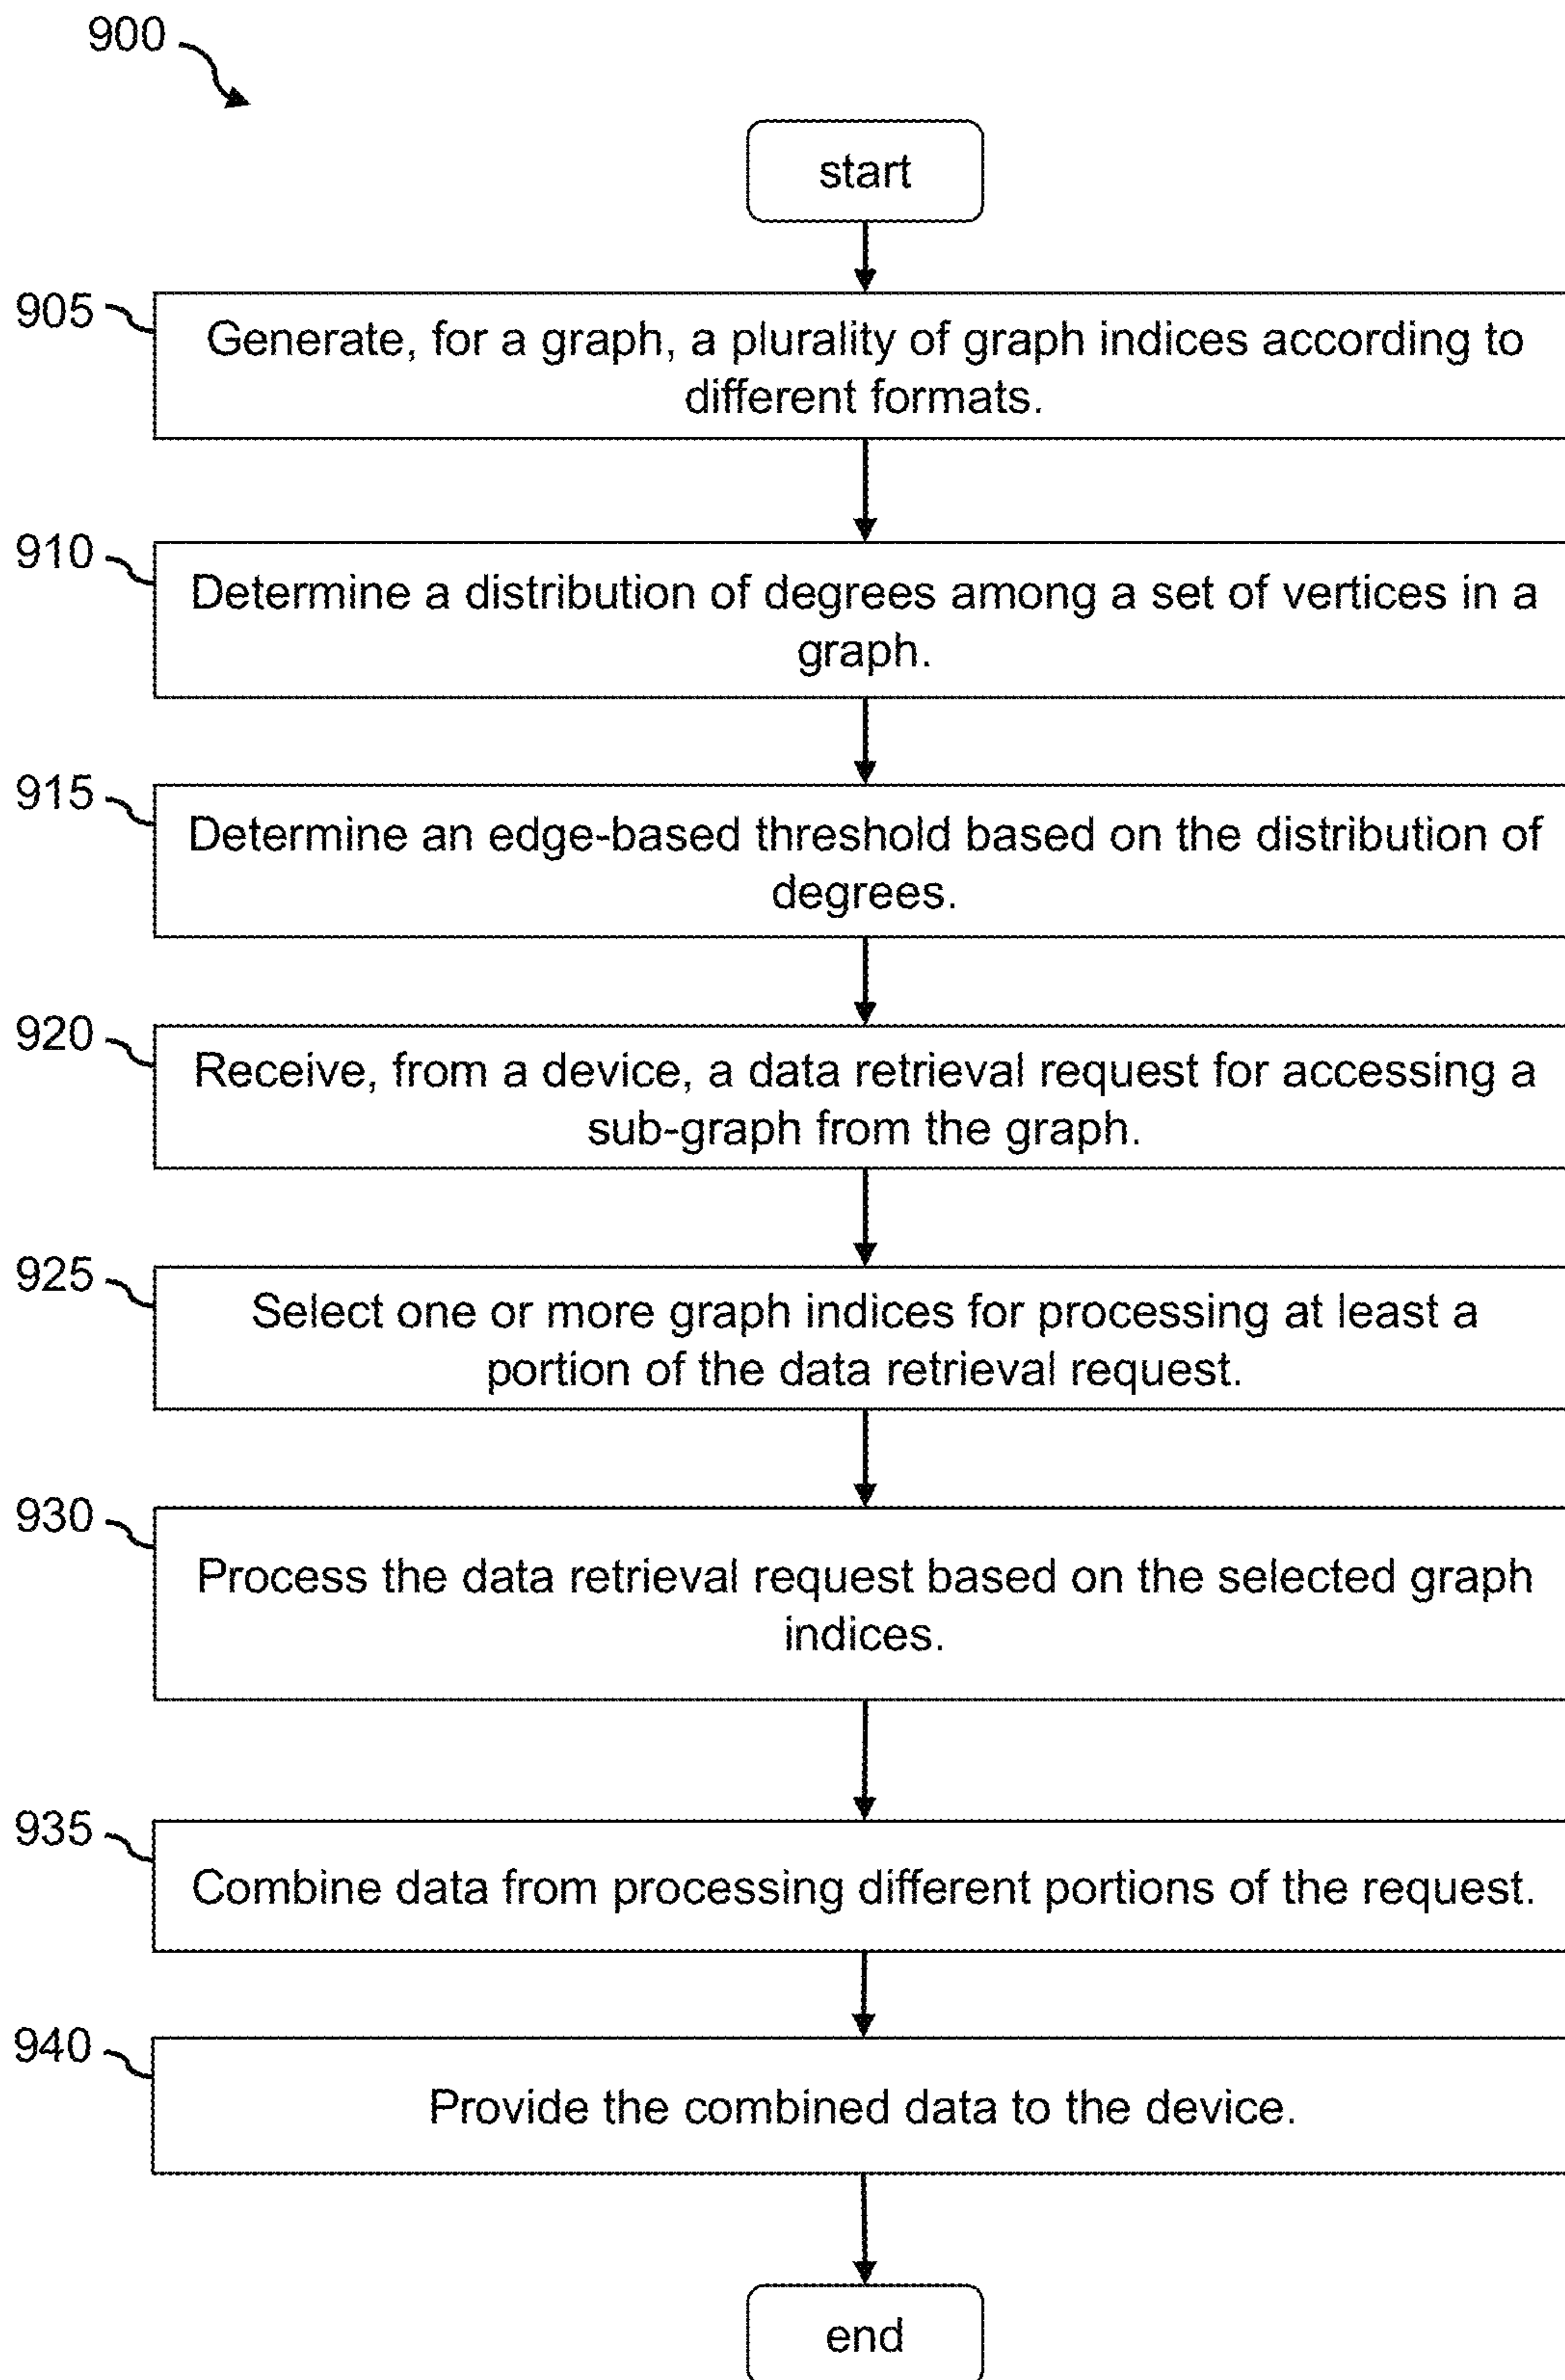 900
start
905
Generate, for a graph, a plurality of graph indices according to
different formats.
910
Determine a distribution of degrees among a set of vertices in a
graph.
915
Determine an edge-based threshold based on the distribution of
degrees.
920
Receive, from a device, a data retrieval request for accessing a
sub-graph from the graph.
925
Select one or more graph indices for processing at least a
portion of the data retrieval request.
930
Process the data retrieval request based on the selected graph
indices.
935
Combine data from processing different portions of the request.
940
Provide the combined data to the device.
end